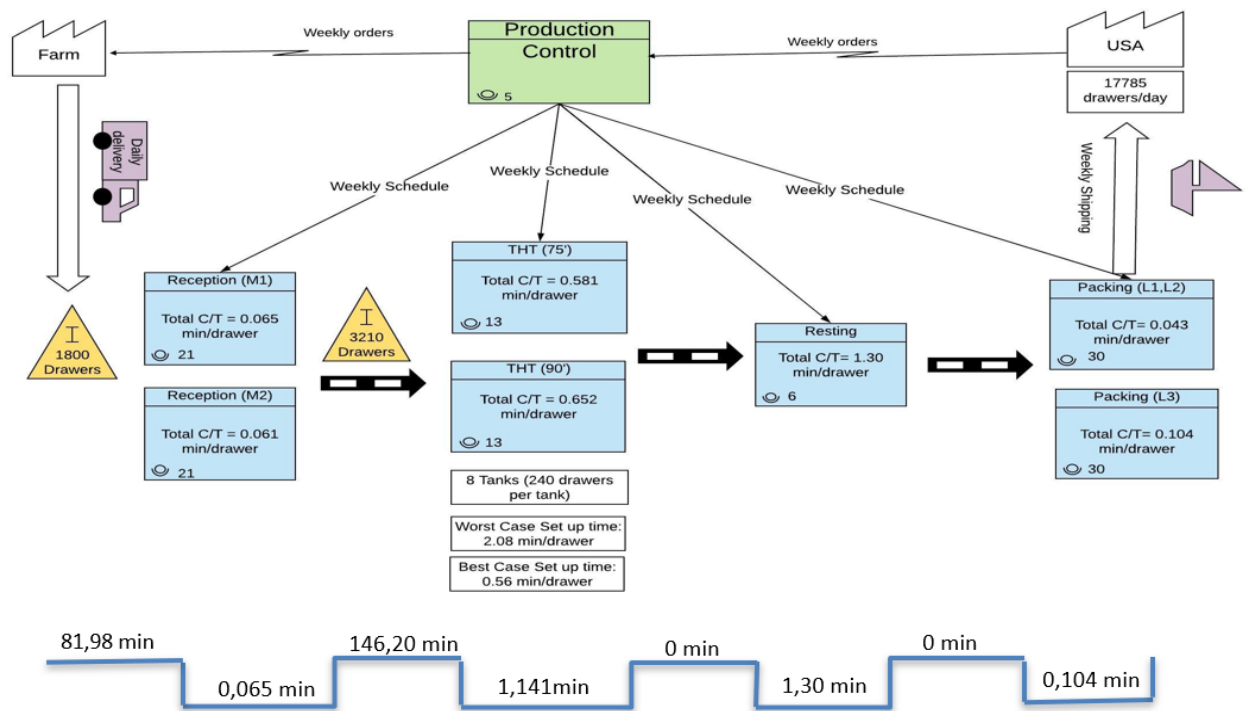 Farm
Weekly orders
Production
Control
5
Weekly orders
USA
17785
drawers/day
Daily
delivery
Weekly Schedule
Weekly Schedule
Weekly Schedule
Weekly Schedule
Weekly Shipping
1800
Drawers
Reception (M1)
Total C/T = 0.065
min/drawer
21
Reception (M2)
Total C/T = 0.061
min/drawer
21
I
I
3210
Drawers
THT (75')
Total C/T = 0.581
min/drawer
13
THT (90')
Total C/T = 0.652
min/drawer
13
8 Tanks (240 drawers
per tank)
Worst Case Set up time:
2.08 min/drawer
Best Case Set up time:
0.56 min/drawer
Resting
Total C/T= 1.30
min/drawer
6
Packing (L1,L2)
Total C/T= 0.043
min/drawer
30
Packing (L3)
Total C/T= 0.104
min/drawer
30
81,98 min
0,065 min
146,20 min
1,141min
0 min
1,30 min
0 min
0,104 min